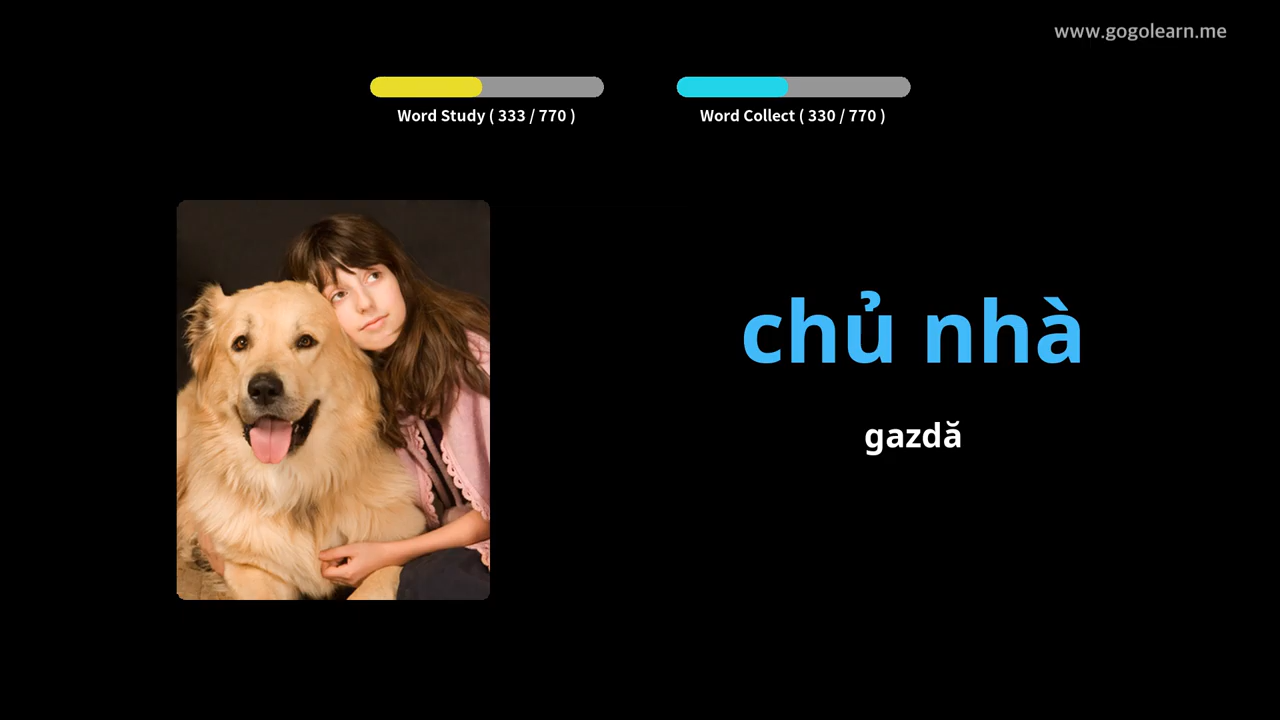 www.gogolearn.me
Word Study ( 333 / 770 )
Word Collect ( 330 / 770 )
chủ nhà
gazdă